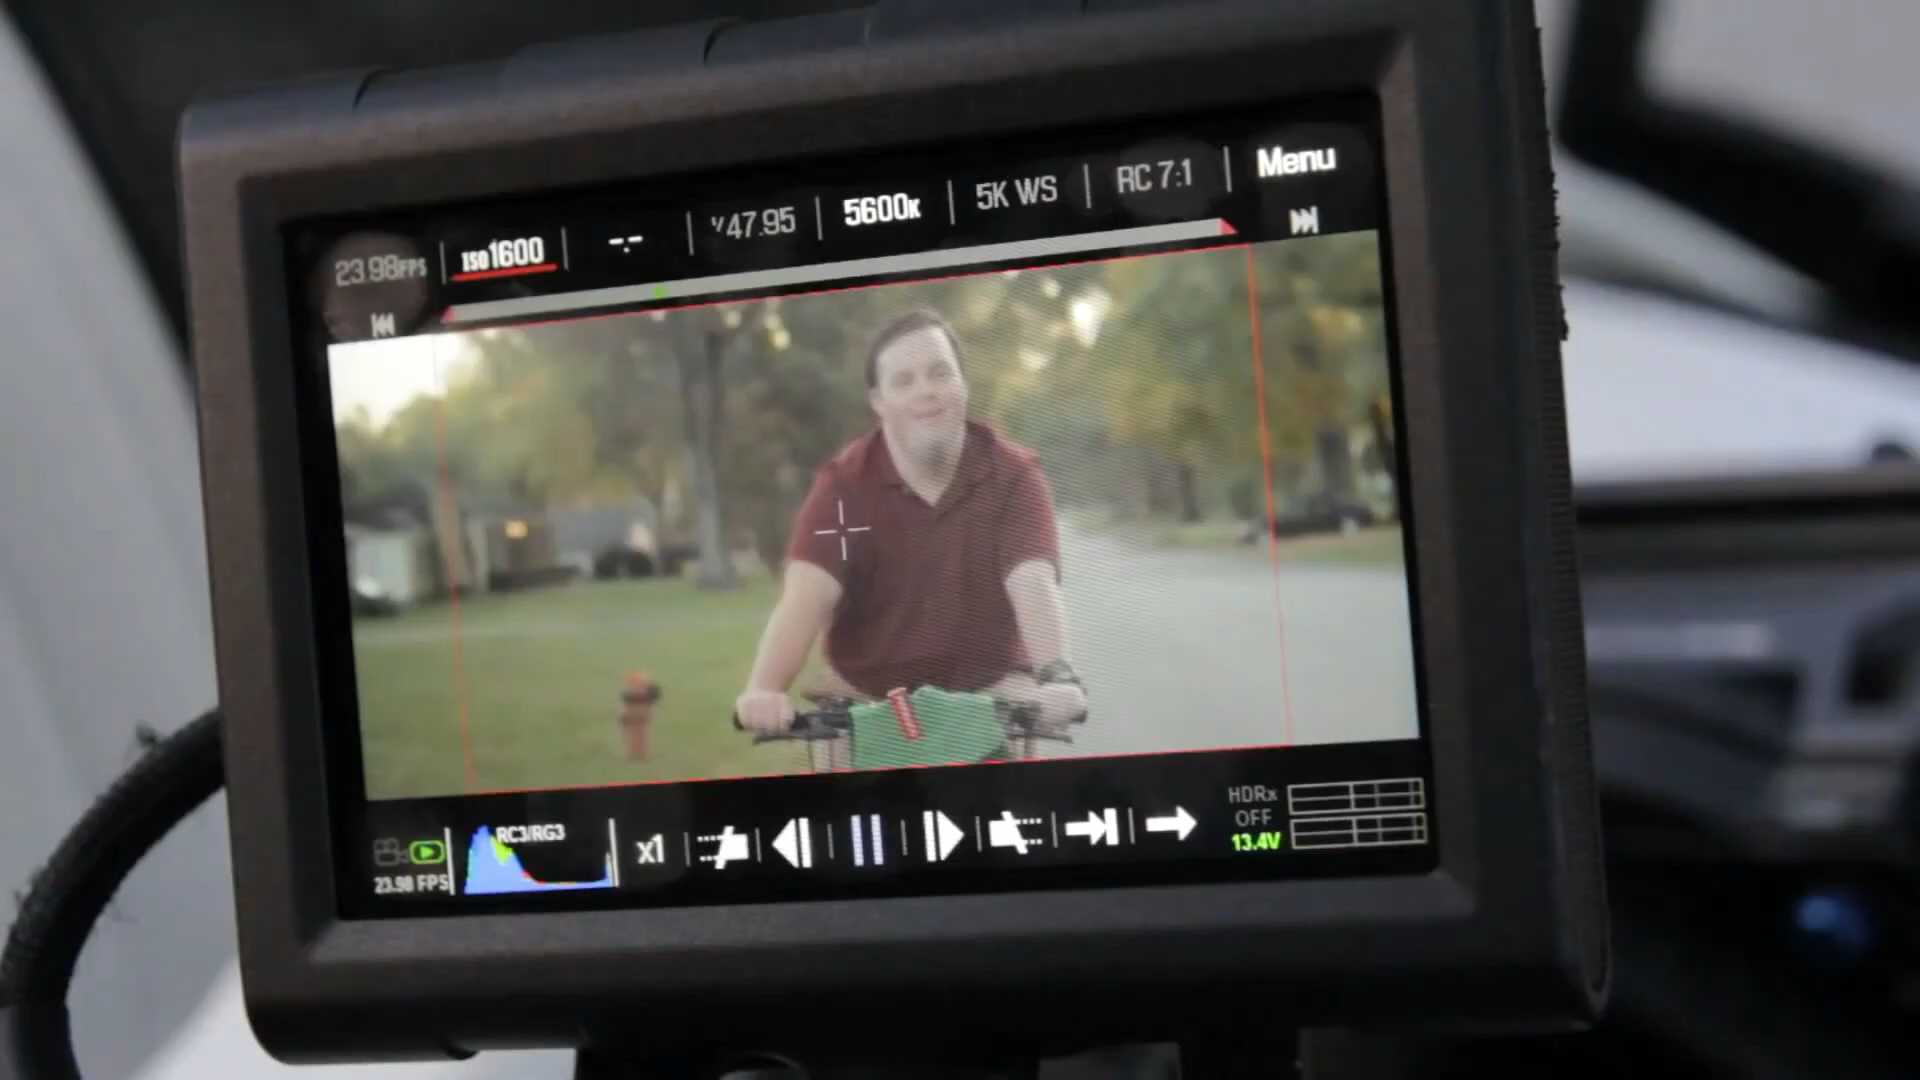 23.98FPS ISO1600 -.- 1/47.95 5600K 5K WS RC 7:1 Menu
RC3/RG3 x1 HDRx
OFF
23.98 FPS 13.4V